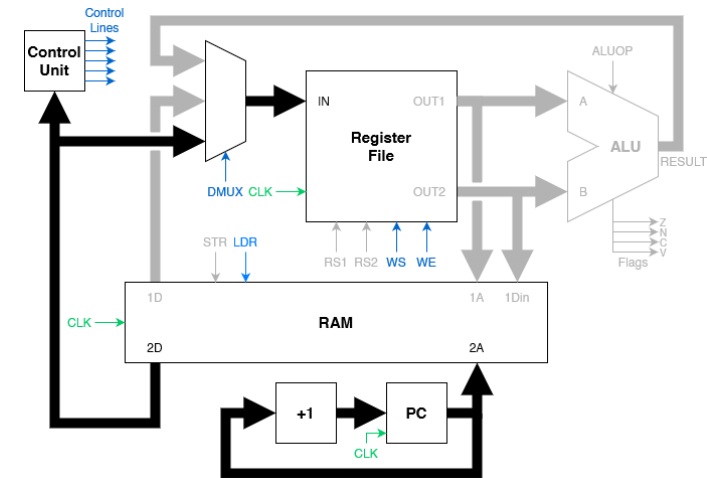 Control
Lines
Control
Unit
ALUOP
IN
OUT1
A
Register
File
ALU
RESULT
DMUX
CLK
OUT2
B
STR
LDR
RS1
RS2
WS
WE
Z
N
C
V
Flags
1D
1A
1Din
CLK
RAM
2D
2A
+1
PC
CLK